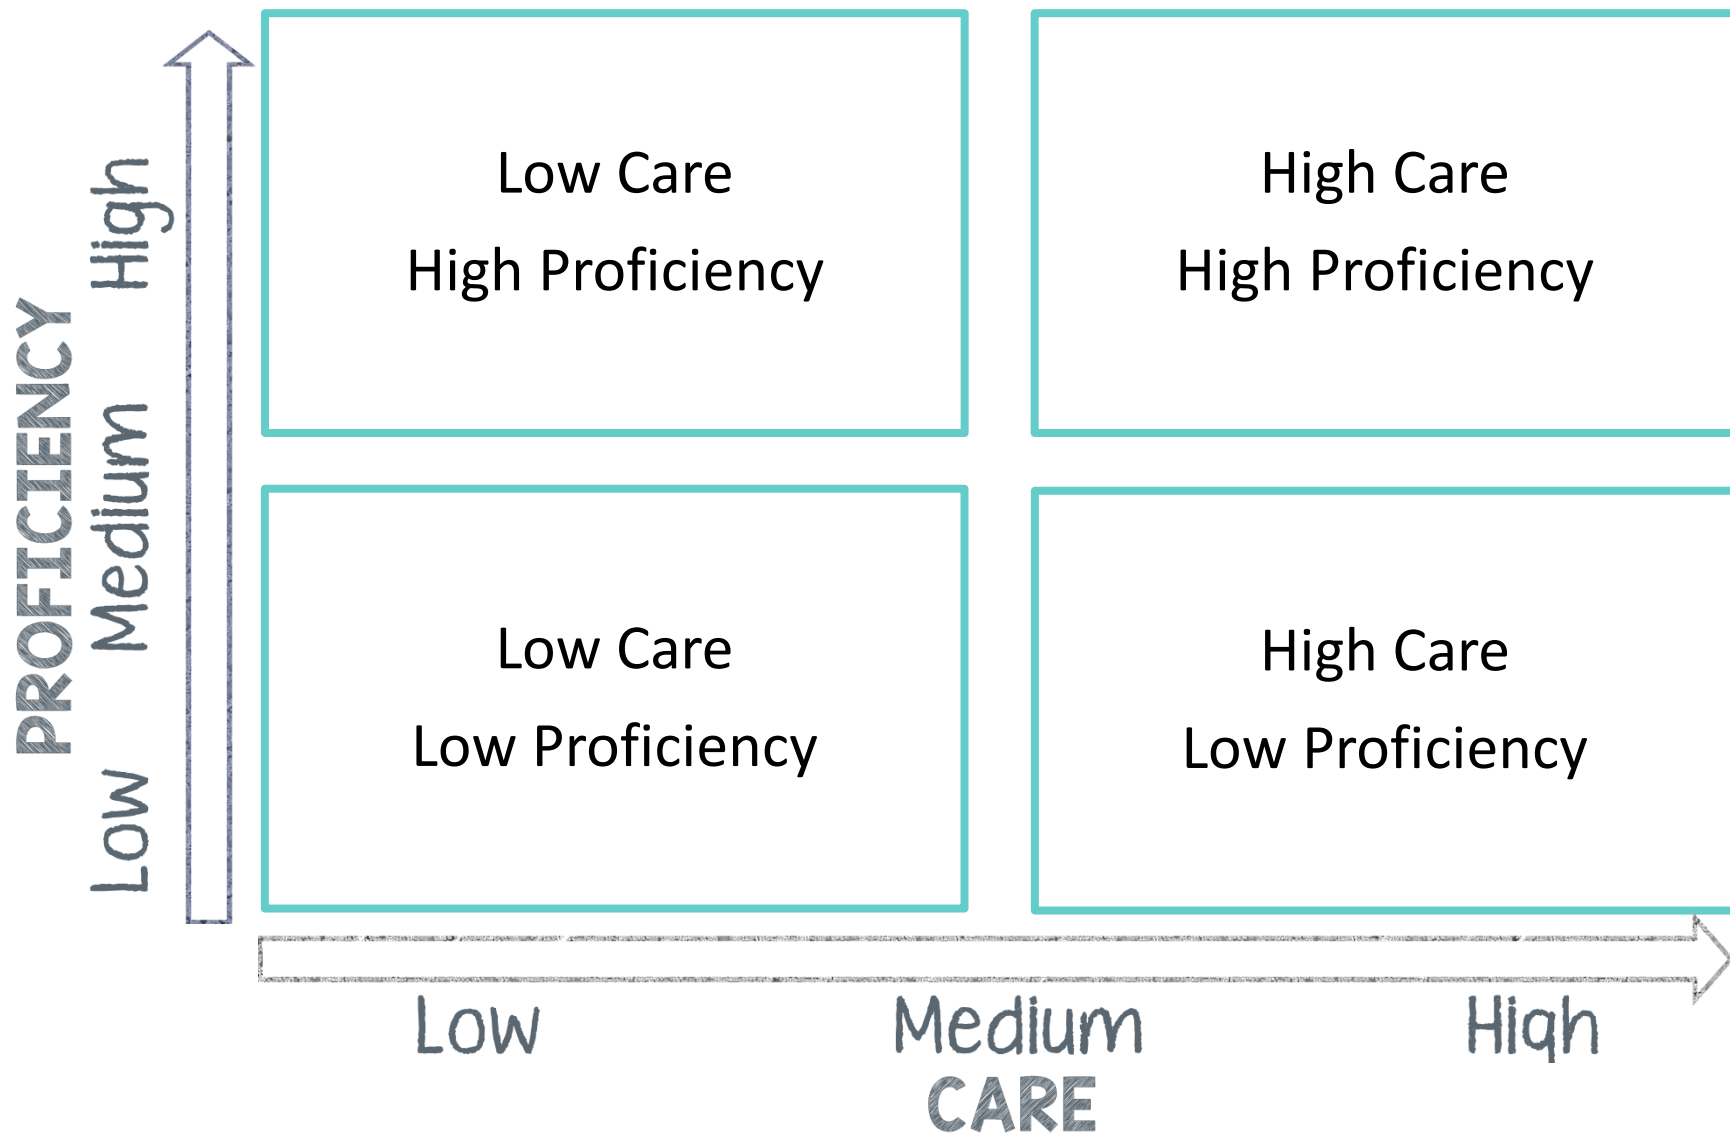 PROFICIENCY
High
Medium
Low
Low Care
High Proficiency
High Care
High Proficiency
Low Care
Low Proficiency
High Care
Low Proficiency
Low
Medium
High
CARE